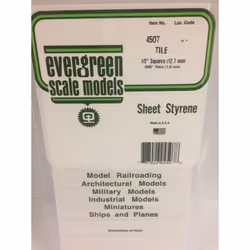 Item No. Loc. Code
4507
TILE
1/2" Squares (12.7 mm)
evergreen
scale models
Sheet Styrene
Made in U.S.A.
Model Railroading
Architectural Models
Military Models
Industrial Models
Miniatures
Ships and Planes